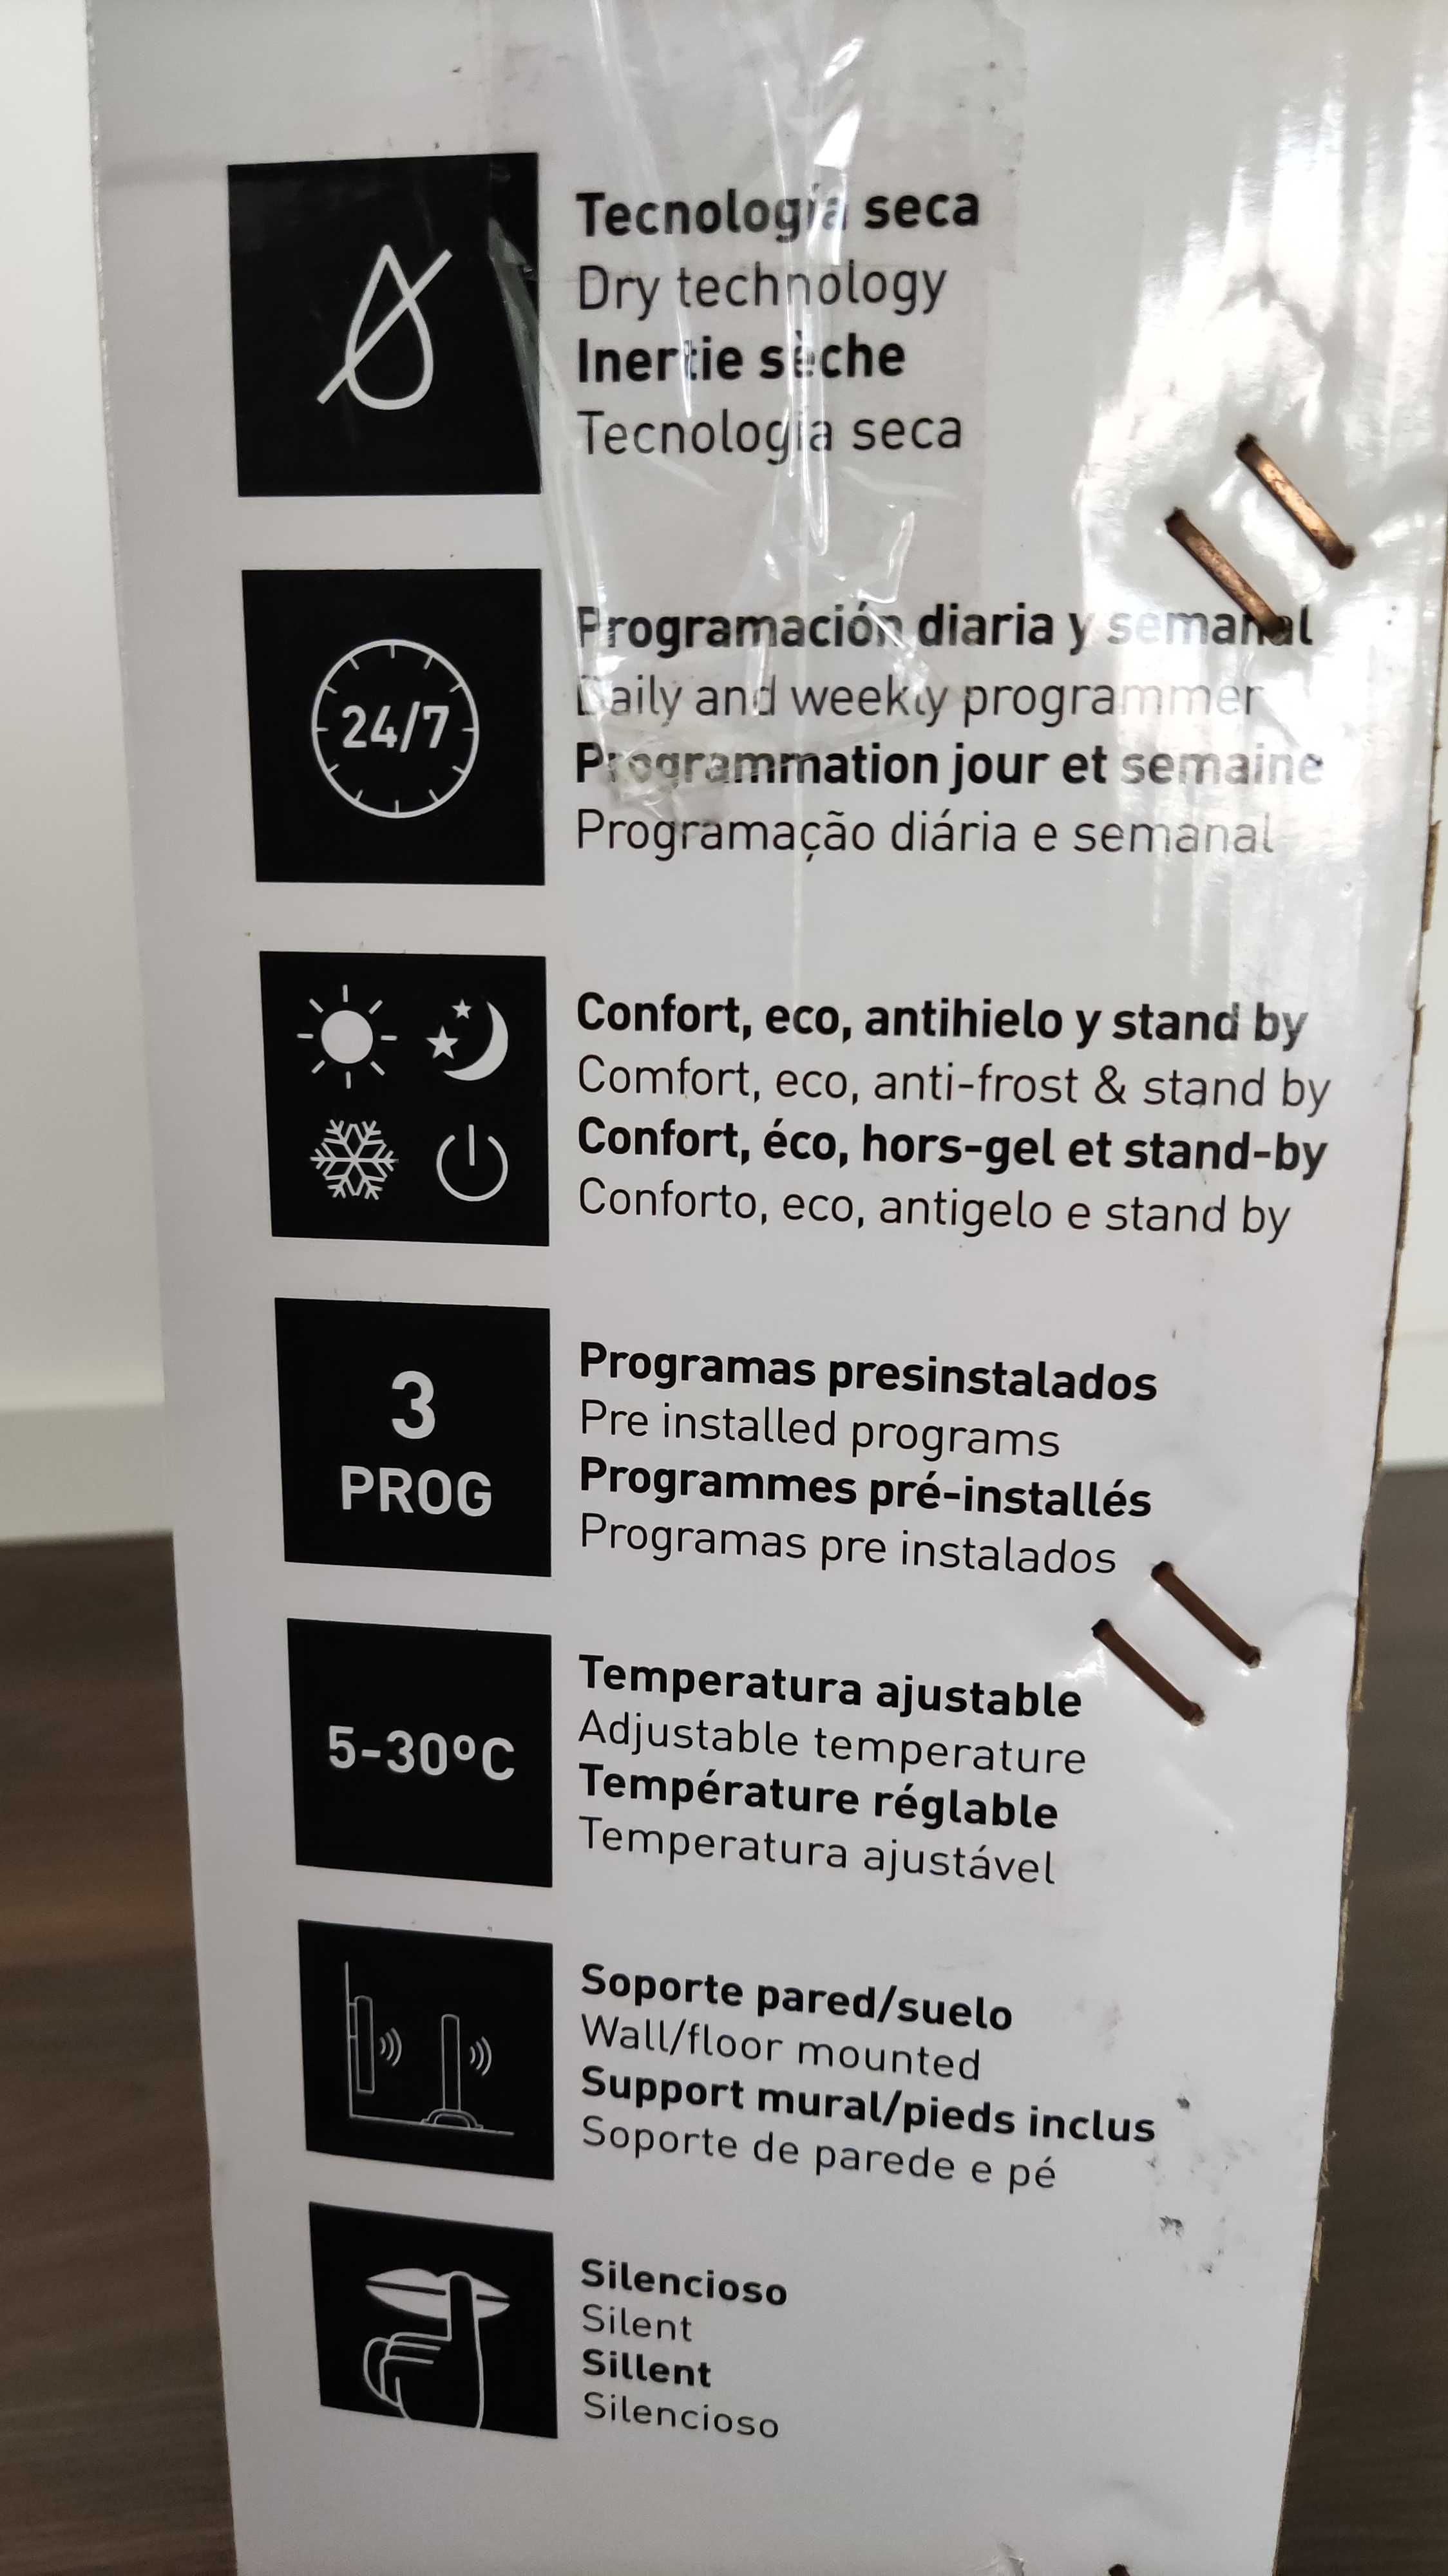 Tecnología seca
Dry technology
Inertie sèche
Tecnologia seca
24/7
Programación diaria y semanal
Daily and weekly programmer
Programmation jour et semaine
Programação diária e semanal
Confort, eco, antihielo y stand by
Comfort, eco, anti-frost & stand by
Confort, éco, hors-gel et stand-by
Conforto, eco, antigelo e stand by
3
PROG
Programas presinstalados
Pre installed programs
Programmes pré-installés
Programas pre instalados
5-30ºC
Temperatura ajustable
Adjustable temperature
Température réglable
Temperatura ajustável
Soporte pared/suelo
Wall/floor mounted
Support mural/pieds inclus
Soporte de parede e pé
Silencioso
Silent
Sillent
Silencioso